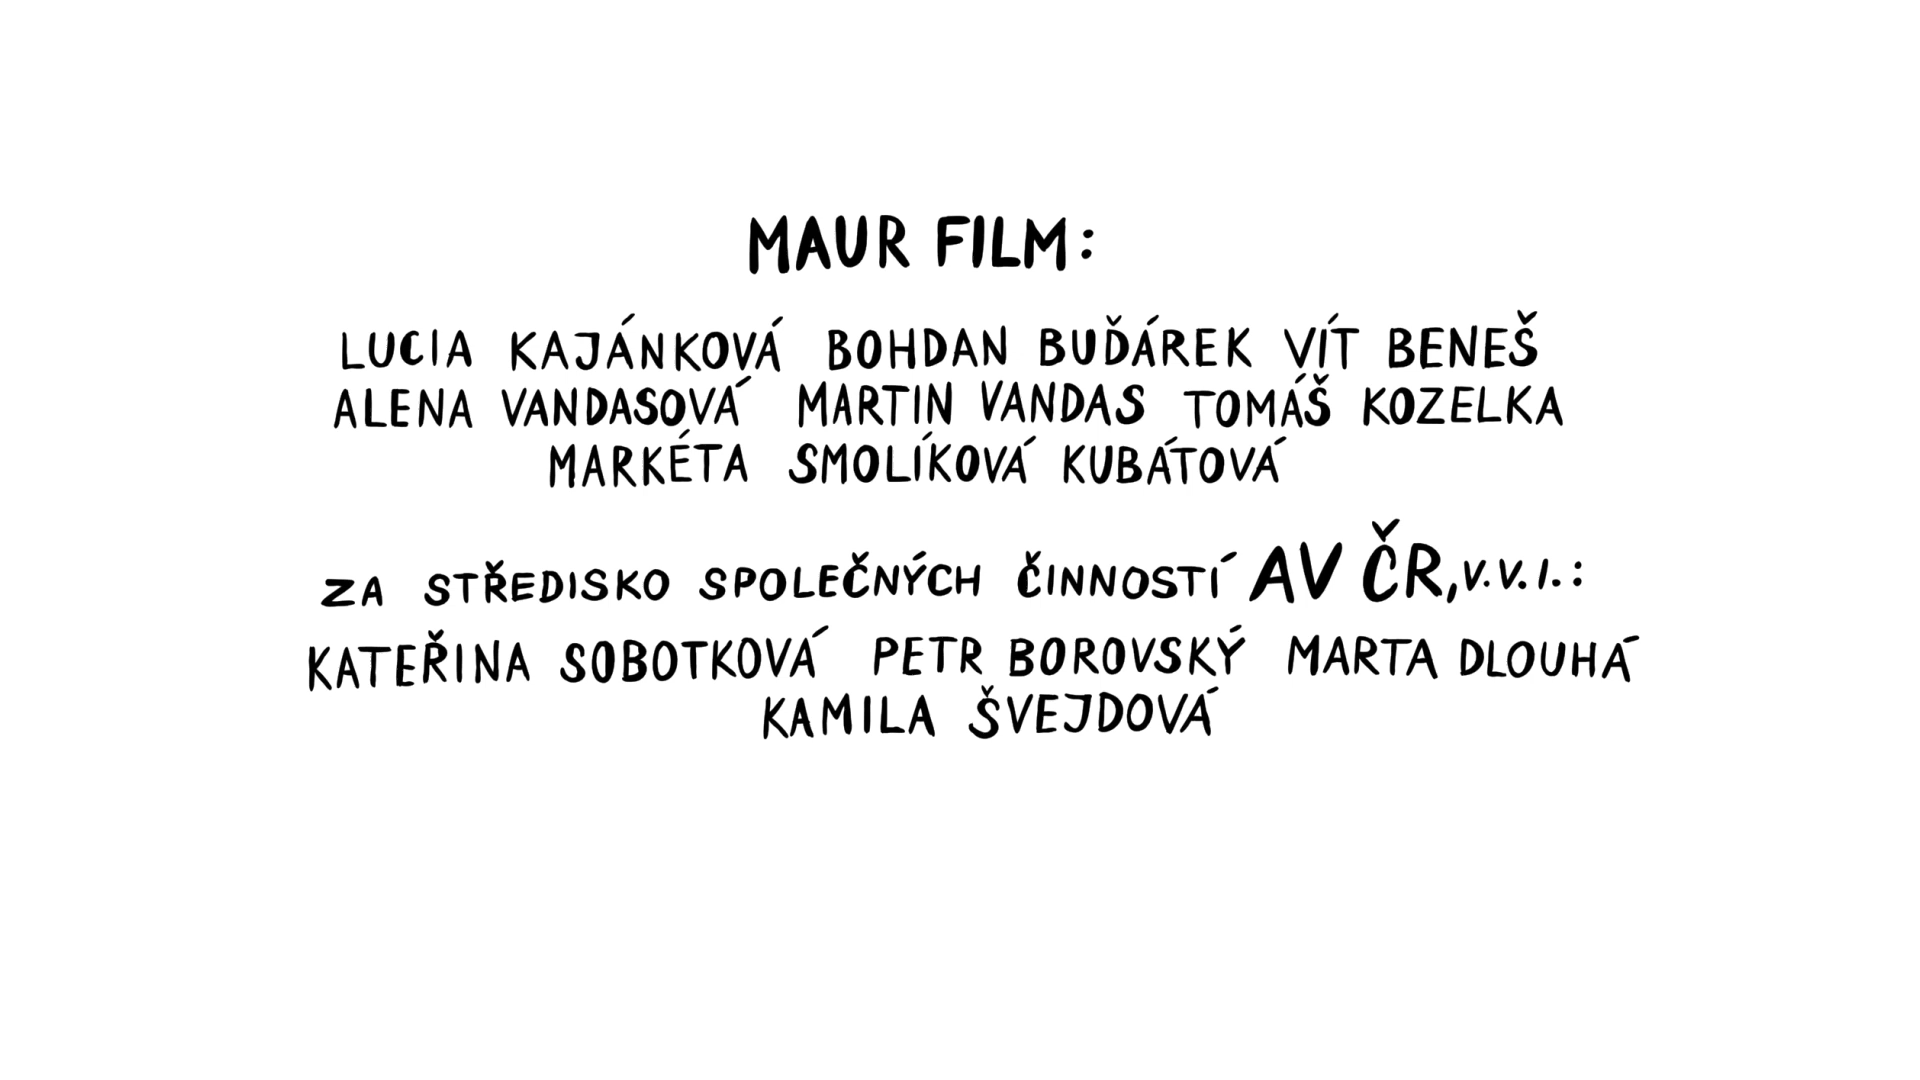 MAUR FILM:
LUCIA KAJÁNKOVÁ BOHDAN BUĎÁREK VÍT BENEŠ
ALENA VANDASOVÁ MARTIN VANDAS TOMÁŠ KOZELKA
MARKÉTA SMOLÍKOVÁ KUBÁTOVÁ
ZA STŘEDISKO SPOLEČNÝCH ČINNOSTÍ AV ČR, V. V. I. :
KATEŘINA SOBOTKOVÁ PETR BOROVSKÝ MARTA DLOUHÁ
KAMILA ŠVEJDOVÁ